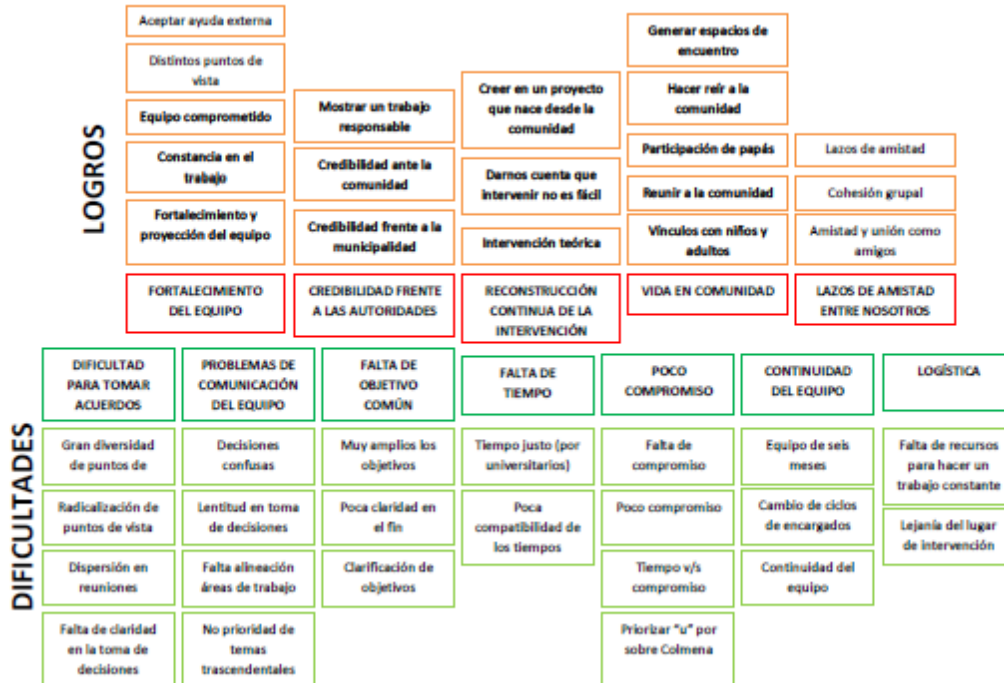 LOGROS
Aceptar ayuda externa
Distintos puntos de
vista
Equipo comprometido
Constancia en el
trabajo
Fortalecimiento y
proyección del equipo
FORTALECIMIENTO
DEL EQUIPO
Mostrar un trabajo
responsable
Credibilidad ante la
comunidad
Credibilidad frente a la
municipalidad
CREDIBILIDAD FRENTE
A LAS AUTORIDADES
Creer en un proyecto
que nace desde la
comunidad
Darnos cuenta que
intervenir no es fácil
Intervención teórica
RECONSTRUCCIÓN
CONTINUA DE LA
INTERVENCIÓN
Generar espacios de
encuentro
Hacer reír a la
comunidad
Participación de papás
Reunir a la comunidad
Vínculos con niños y
adultos
VIDA EN COMUNIDAD
Lazos de amistad
Cohesión grupal
Amistad y unión como
amigos
LAZOS DE AMISTAD
ENTRE NOSOTROS
DIFICULTADES
DIFICULTAD
PARA TOMAR
ACUERDOS
Gran diversidad
de puntos de
Radicalización de
puntos de vista
Dispersión en
reuniones
Falta de claridad
en la toma de
decisiones
PROBLEMAS DE
COMUNICACIÓN
DEL EQUIPO
Decisiones
confusas
Lentitud en toma
de decisiones
Falta alineación
áreas de trabajo
No prioridad de
temas
trascendentales
FALTA DE
OBJETIVO
COMÚN
Muy amplios los
objetivos
Poca claridad en
el fin
Clarificación de
objetivos
FALTA DE
TIEMPO
Tiempo justo (por
universitarios)
Poca
compatibilidad de
los tiempos
POCO
COMPROMISO
Falta de
compromiso
Poco compromiso
Tiempo v/s
compromiso
Priorizar "u" por
sobre Colmena
CONTINUIDAD
DEL EQUIPO
Equipo de seis
meses
Cambio de ciclos
de encargados
Continuidad del
equipo
LOGÍSTICA
Falta de recursos
para hacer un
trabajo constante
Lejanía del lugar
de intervención